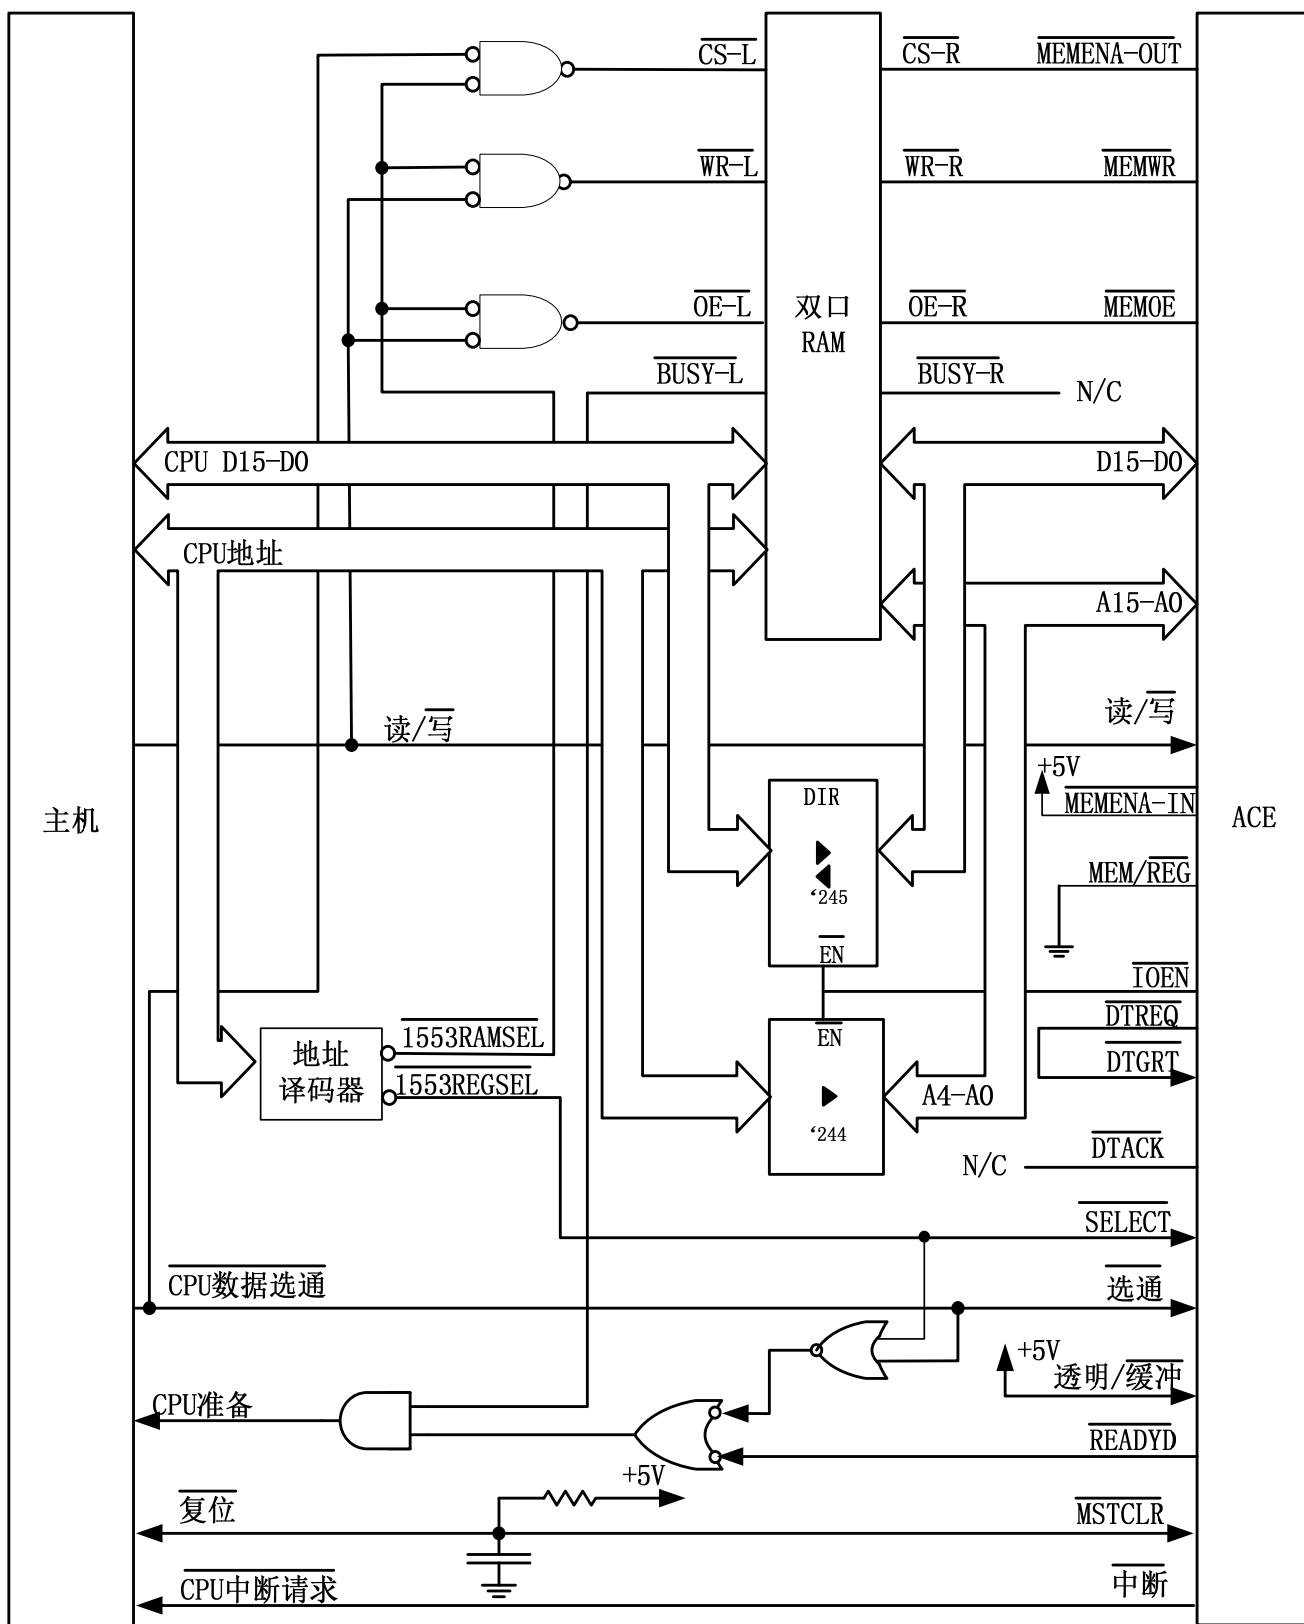 CS-L
CS-R
MEMENA-OUT
WR-L
WR-R
MEMWR
OE-L
双口
RAM
OE-R
MEMOE
BUSY-L
BUSY-R
N/C
CPU D15-D0
D15-D0
CPU地址
A15-A0
读/写
读/写
+5V
主机
DIR
MEMENA-IN
ACE
MEM/REG
‘245
EN
IOEN
DTREQ
1553RAMSEL
EN
地址
译码器
DTGRT
1553REGSEL
A4-A0
‘244
DTACK
N/C
SELECT
CPU数据选通
选通
+5V
透明/缓冲
CPU准备
READYD
+5V
复位
MSTCLR
CPU中断请求
中断